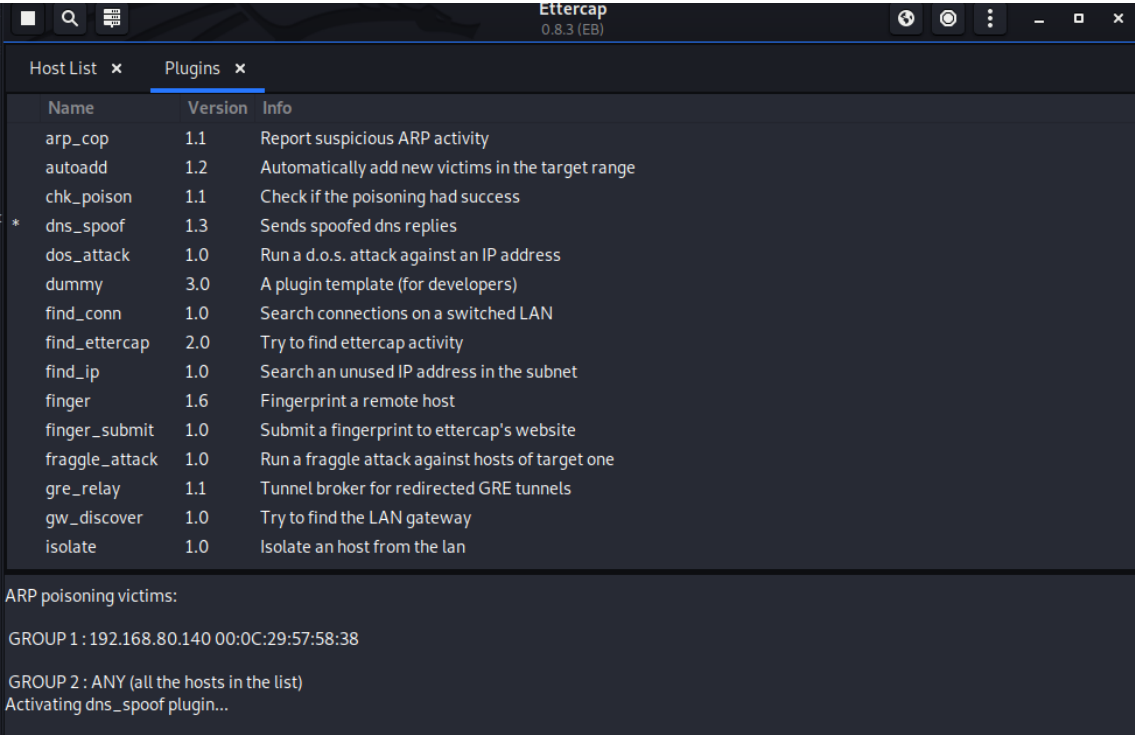 Ettercap
0.8.3 (EB)
Host List × Plugins ×
Name Version Info
arp_cop 1.1 Report suspicious ARP activity
autoadd 1.2 Automatically add new victims in the target range
chk_poison 1.1 Check if the poisoning had success
* dns_spoof 1.3 Sends spoofed dns replies
dos_attack 1.0 Run a d.o.s. attack against an IP address
dummy 3.0 A plugin template (for developers)
find_conn 1.0 Search connections on a switched LAN
find_ettercap 2.0 Try to find ettercap activity
find_ip 1.0 Search an unused IP address in the subnet
finger 1.6 Fingerprint a remote host
finger_submit 1.0 Submit a fingerprint to ettercap's website
fraggle_attack 1.0 Run a fraggle attack against hosts of target one
gre_relay 1.1 Tunnel broker for redirected GRE tunnels
gw_discover 1.0 Try to find the LAN gateway
isolate 1.0 Isolate an host from the lan
ARP poisoning victims:
GROUP 1 : 192.168.80.140 00:0C:29:57:58:38
GROUP 2 : ANY (all the hosts in the list)
Activating dns_spoof plugin...